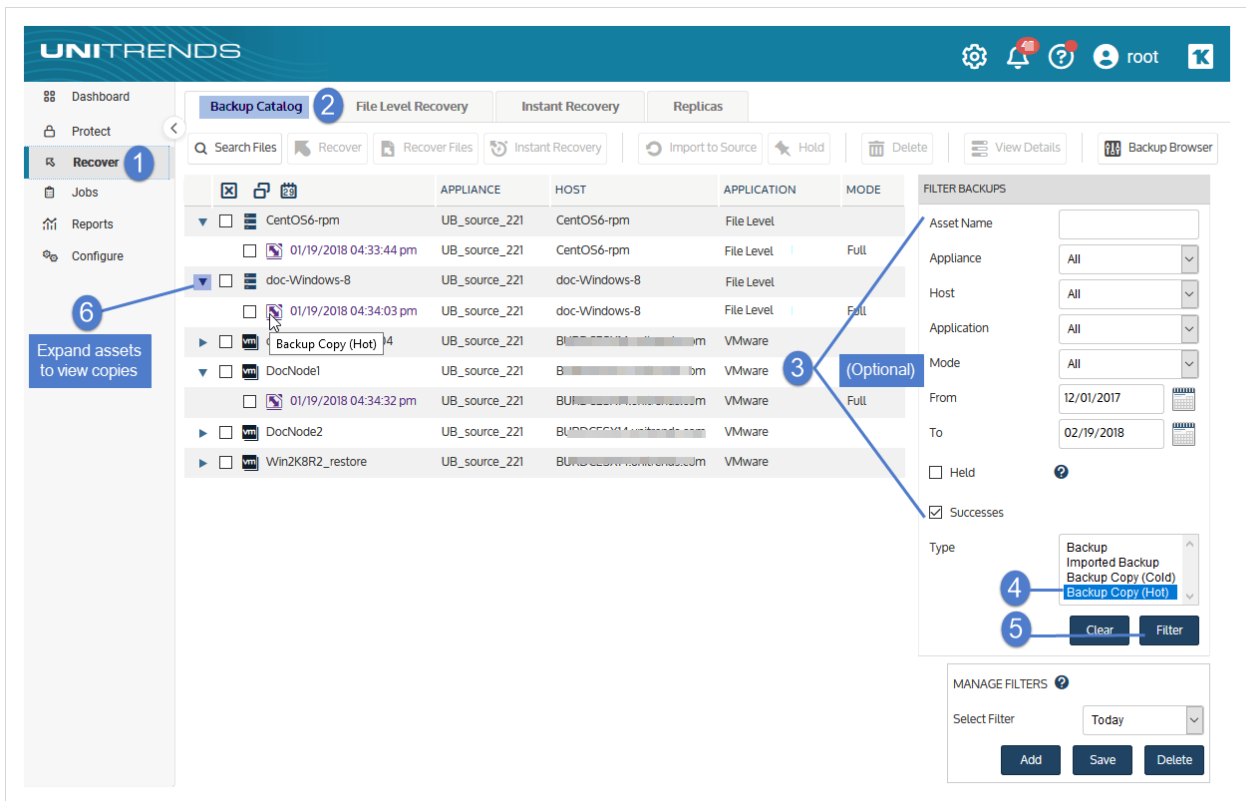 UNITRENDS
40
root
Dashboard
Protect
Recover 1
Jobs
Reports
Configure
Backup Catalog 2 File Level Recovery Instant Recovery Replicas
Search Files Recover Recover Files Instant Recovery Import to Source Hold Delete View Details Backup Browser
29 APPLIANCE HOST APPLICATION MODE
CentOS6-rpm UB_source_221 CentOS6-rpm File Level
01/19/2018 04:33:44 pm UB_source_221 CentOS6-rpm File Level Full
doc-Windows-8 UB_source_221 doc-Windows-8 File Level
01/19/2018 04:34:03 pm UB_source_221 doc-Windows-8 File Level Full
vm Backup Copy (Hot) UB_source_221 VMware
vm DocNode1 UB_source_221 VMware
01/19/2018 04:34:32 pm UB_source_221 VMware Full
vm DocNode2 UB_source_221 VMware
vm Win2K8R2_restore UB_source_221 VMware
6
Expand assets
to view copies
3 (Optional)
FILTER BACKUPS
Asset Name
Appliance All
Host All
Application All
Mode All
From 12/01/2017
To 02/19/2018
Held
Successes
Type
Backup
Imported Backup
Backup Copy (Cold)
4 Backup Copy (Hot)
5 Clear Filter
MANAGE FILTERS
Select Filter Today
Add Save Delete